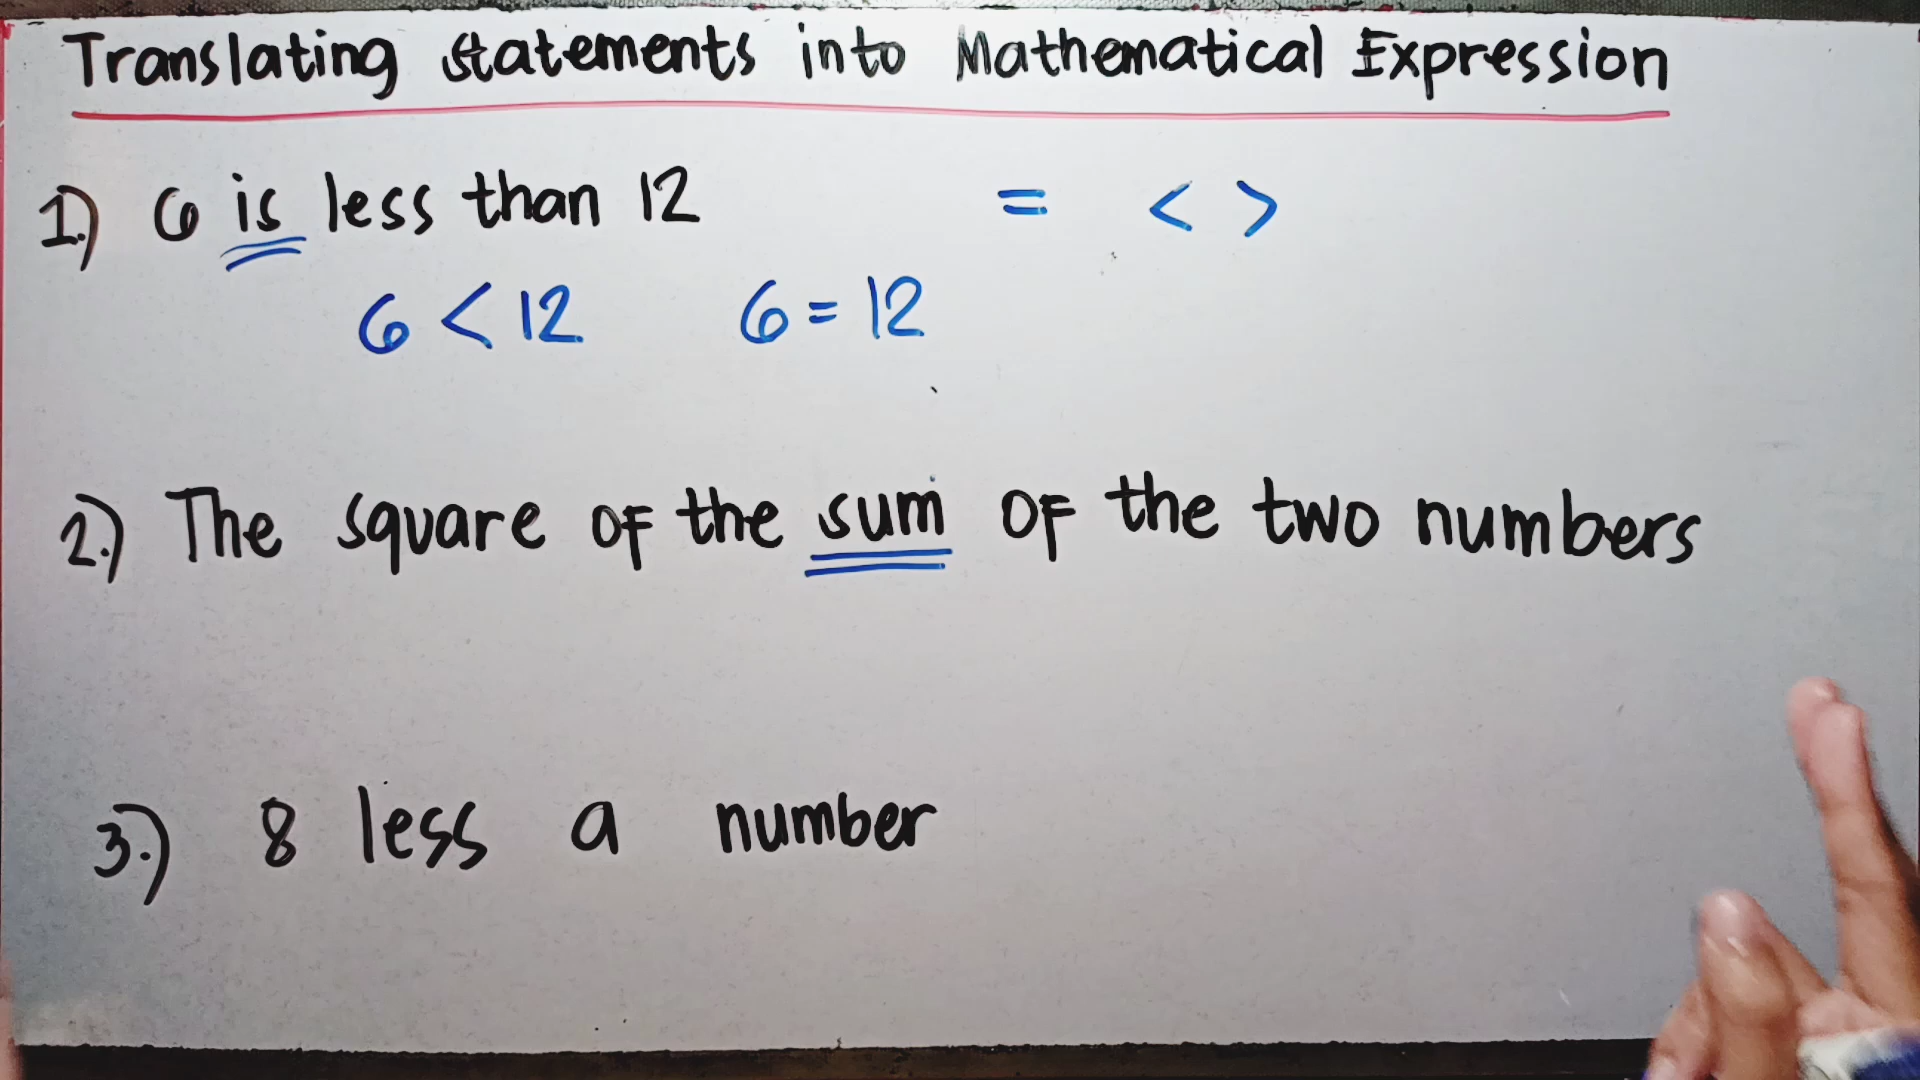 Translating statements into Mathematical Expression
1.) 6 is less than 12 = < >
6 < 12 6 = 12
2.) The square of the sum of the two numbers
3.) 8 less a number